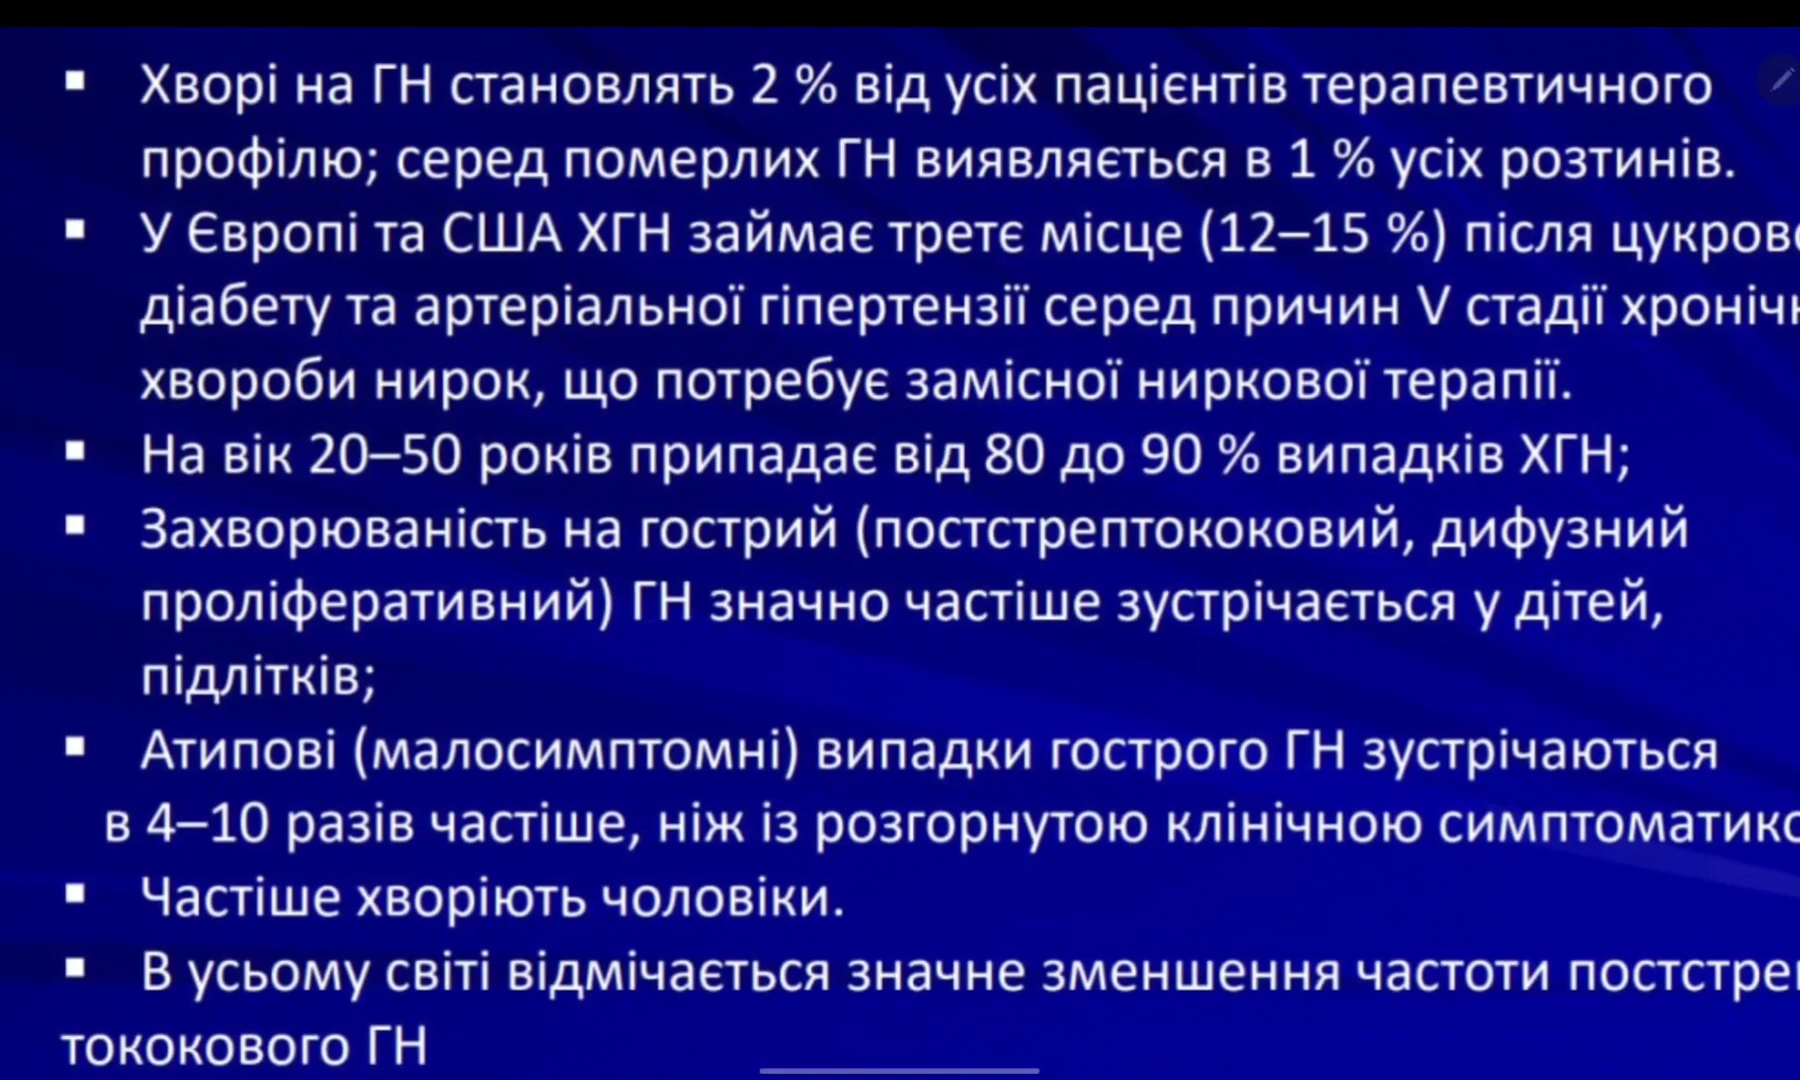 ▪ Хворі на ГН становлять 2 % від усіх пацієнтів терапевтичного
профілю; серед померлих ГН виявляється в 1 % усіх розтинів.
▪ У Європі та США ХГН займає третє місце (12–15 %) після
діабету та артеріальної гіпертензії серед причин V стадії
хвороби нирок, що потребує замісної ниркової терапії.
▪ На вік 20–50 років припадає від 80 до 90 % випадків ХГН;
▪ Захворюваність на гострий (постстрептококовий, дифузний
проліферативний) ГН значно частіше зустрічається у дітей,
підлітків;
▪ Атипові (малосимптомні) випадки гострого ГН зустрічаються
в 4–10 разів частіше, ніж із розгорнутою клінічною
▪ Частіше хворіють чоловіки.
▪ В усьому світі відмічається значне зменшення частоти
тококового ГН